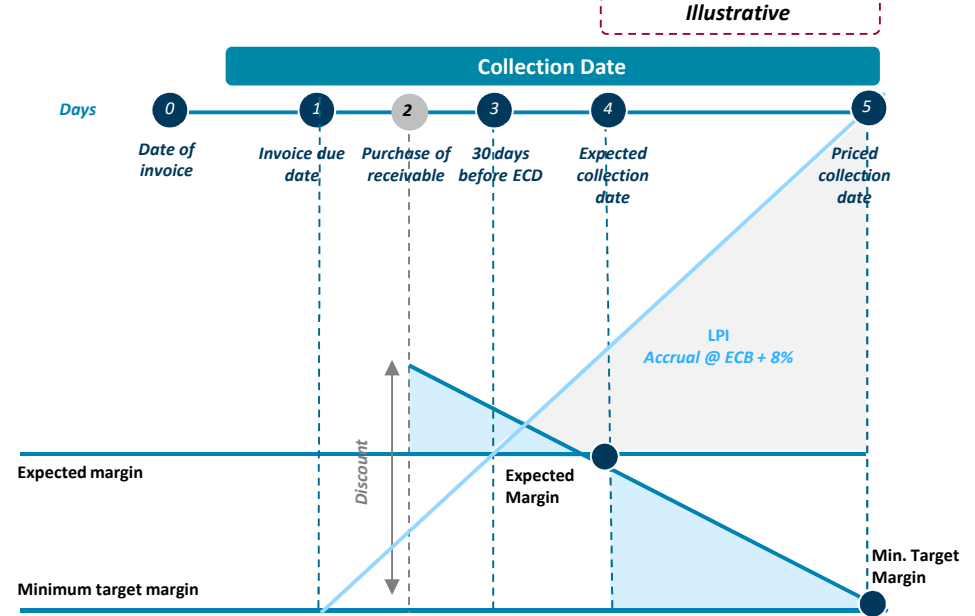 Illustrative
Collection Date
Days
0
1
2
3
4
5
Date of
invoice
Invoice due
date
Purchase of
receivable
30 days
before ECD
Expected
collection
date
Priced
collection
date
LPI
Accrual @ ECB + 8%
Discount
Expected margin
Expected
Margin
Minimum target margin
Min. Target
Margin